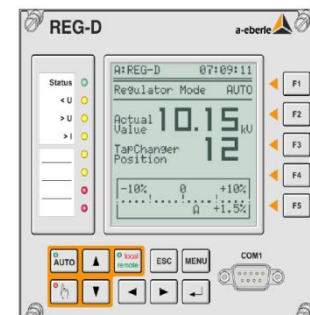 REG-D
a-eberle
Status
< U
> U
> I
A:REG-D 07:09:11
Regulator Mode AUTO
Actual
Value 10.15 kV
TapChanger
Position 12
-10% 0 +10%
+1.5%
F1
F2
F3
F4
F5
AUTO
local
remote
ESC
MENU
COM1